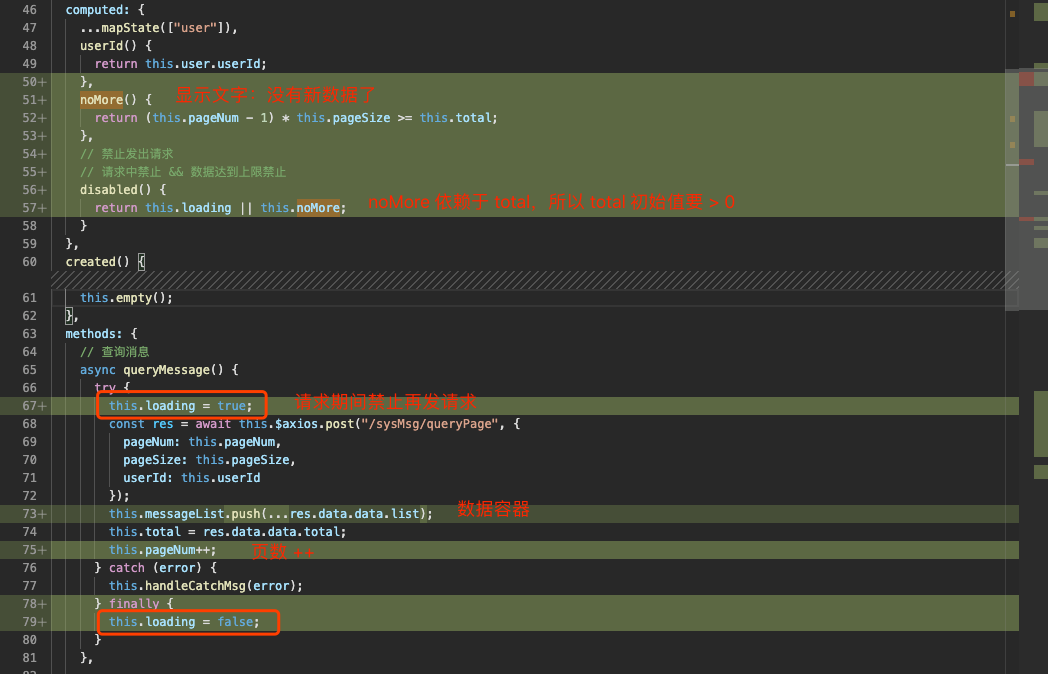 46 computed: {
47 ...mapState(["user"]),
48 userId() {
49 return this.user.userId;
50+ },
51+ noMore() { 显示文字：没有新数据了
52+ return (this.pageNum - 1) * this.pageSize >= this.total;
53+ },
54+ // 禁止发出请求
55+ // 请求中禁止 && 数据达到上限禁止
56+ disabled() {
57+ return this.loading || this.noMore; noMore 依赖于 total，所以 total 初始值要 > 0
58 }
59 },
60 created() {
61 this.empty();
62 },
63 methods: {
64 // 查询消息
65 async queryMessage() {
66 try {
67+ this.loading = true; 请求期间禁止再发请求
68 const res = await this.$axios.post("/sysMsg/queryPage", {
69 pageNum: this.pageNum,
70 pageSize: this.pageSize,
71 userId: this.userId
72 });
73+ this.messageList.push(...res.data.data.list); 数据容器
74 this.total = res.data.data.total;
75+ this.pageNum++; 页数 ++
76 } catch (error) {
77 this.handleCatchMsg(error);
78+ } finally {
79+ this.loading = false;
80 }
81 },